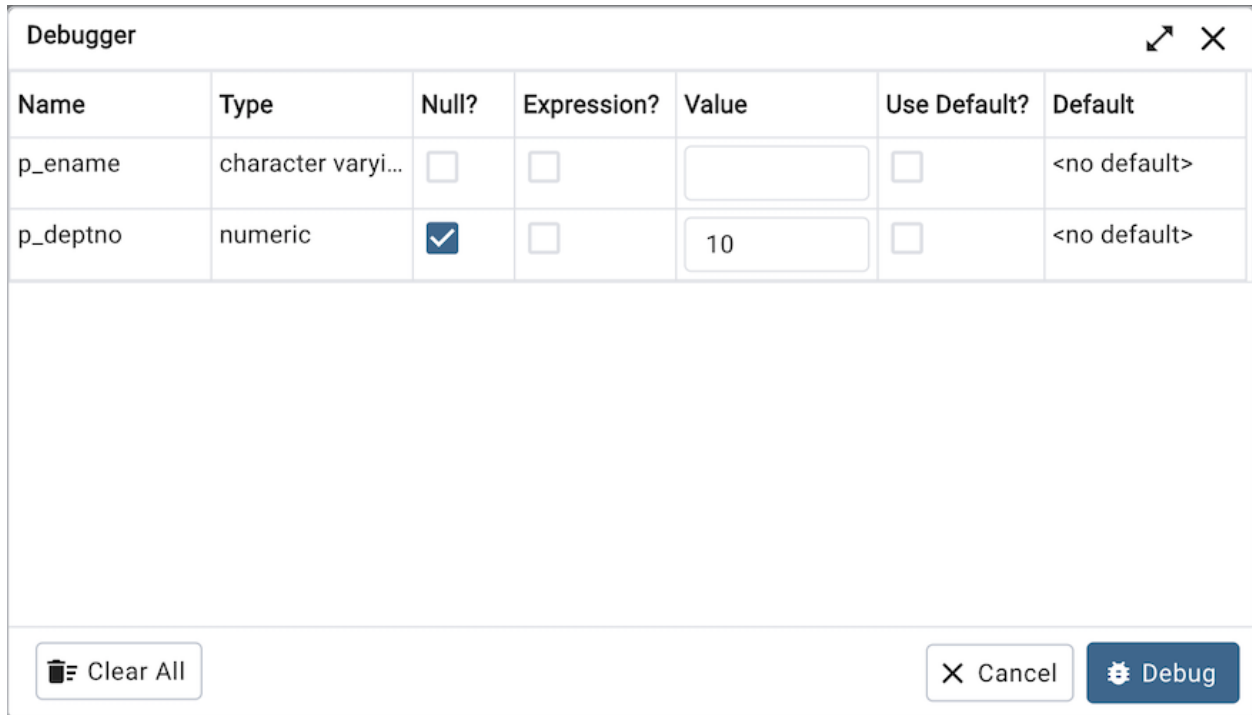 Debugger
Name Type Null? Expression? Value Use Default? Default
p_ename character varyi... <no default>
p_deptno numeric 10 <no default>
Clear All Cancel Debug